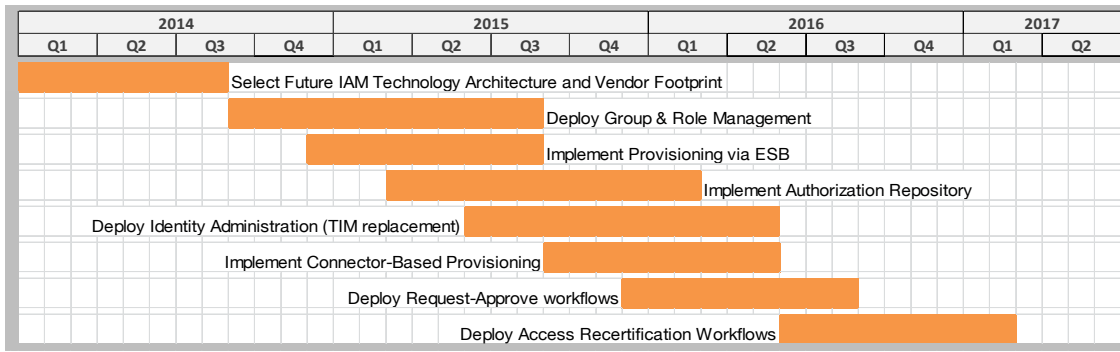 2014 2015 2016 2017
Q1 Q2 Q3 Q4 Q1 Q2 Q3 Q4 Q1 Q2 Q3 Q4 Q1 Q2
Select Future IAM Technology Architecture and Vendor Footprint
Deploy Group & Role Management
Implement Provisioning via ESB
Implement Authorization Repository
Deploy Identity Administration (TIM replacement)
Implement Connector-Based Provisioning
Deploy Request-Approve workflows
Deploy Access Recertification Workflows